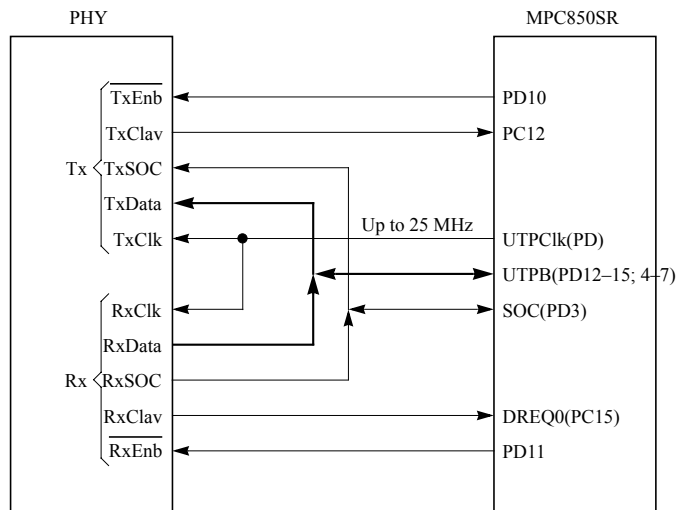 PHY MPC850SR
TxEnb PD10
TxClav PC12
Tx TxSOC
TxData
Up to 25 MHz
TxClk UTPClk(PD)
UTPB(PD12–15; 4–7)
RxClk SOC(PD3)
RxData
Rx RxSOC
RxClav DREQ0(PC15)
RxEnb PD11